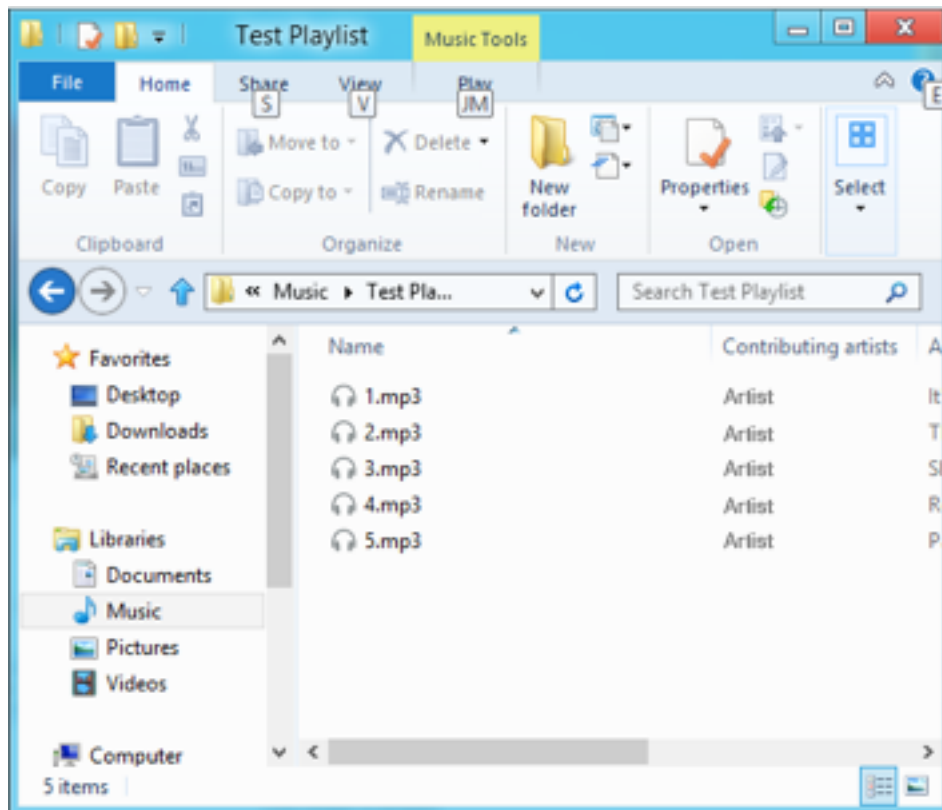 Test Playlist
Music Tools
File Home Share View Play
S V JM E
Copy Paste
Move to Delete
Copy to Rename
New folder
Properties
Select
Clipboard Organize New Open
« Music Test Pla... Search Test Playlist
Favorites
Desktop
Downloads
Recent places
Libraries
Documents
Music
Pictures
Videos
Computer
Name Contributing artists A
1.mp3 Artist It
2.mp3 Artist T
3.mp3 Artist
4.mp3 Artist R
5.mp3 Artist P
5 items